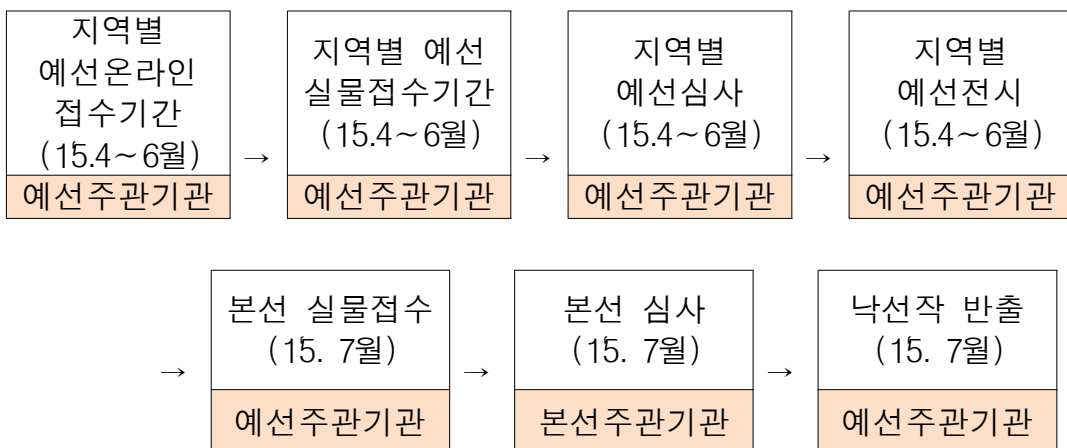 지역별
예선온라인
접수기간
(15.4~6월)
예선주관기관
→
지역별 예선
실물접수기간
(15.4~6월)
예선주관기관
→
지역별
예선심사
(15.4~6월)
예선주관기관
→
지역별
예선전시
(15.4~6월)
예선주관기관
→
본선 실물접수
(15. 7월)
예선주관기관
→
본선 심사
(15. 7월)
본선주관기관
→
낙선작 반출
(15. 7월)
예선주관기관